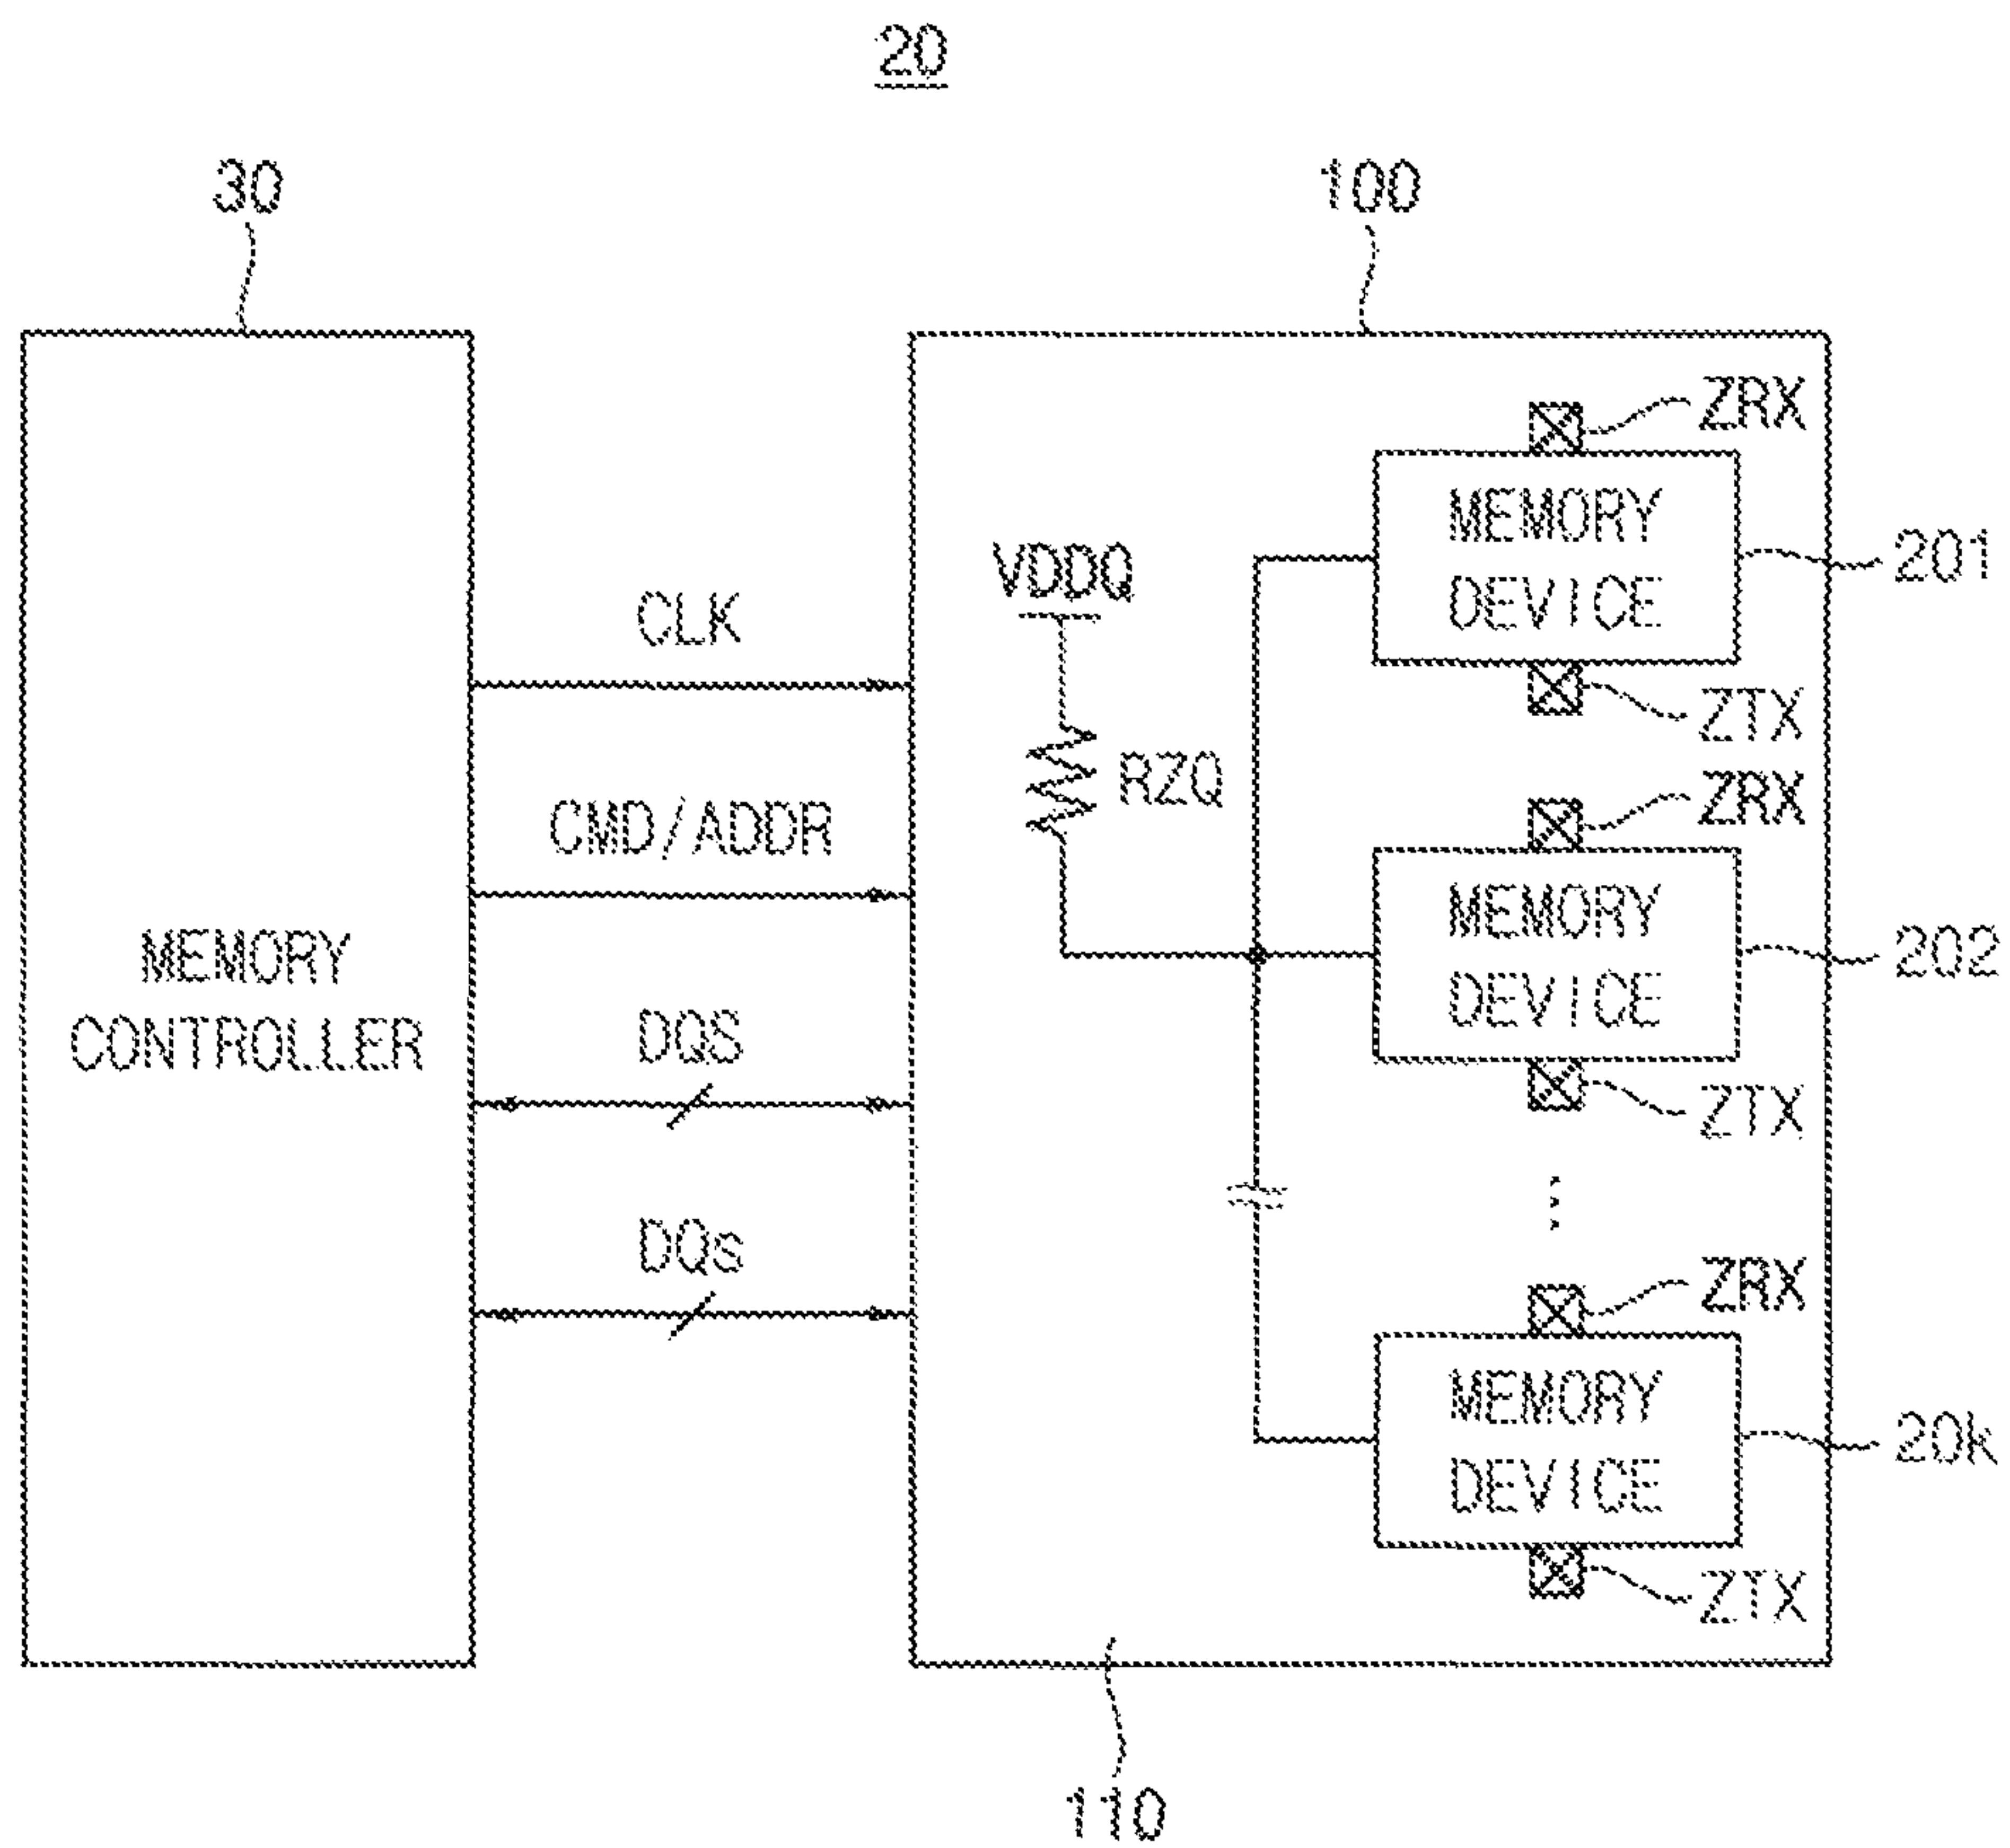 20
30
100
ZRX
MEMORY
DEVICE
201
ZTX
VDDQ
CLK
RZQ
ZRX
CMD/ADDR
MEMORY
DEVICE
202
ZTX
MEMORY
CONTROLLER
DQS
DQs
ZRX
MEMORY
DEVICE
20k
ZTX
110